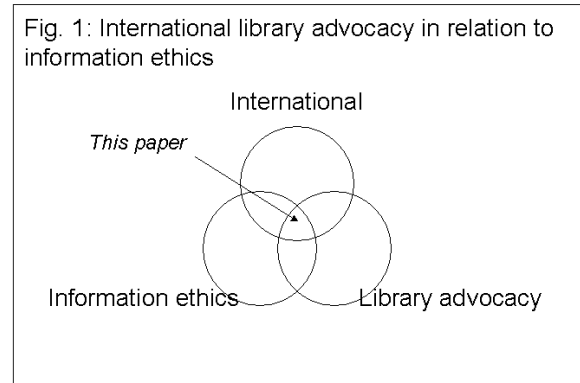 Fig. 1: International library advocacy in relation to
information ethics
International
This paper
Information ethics
Library advocacy